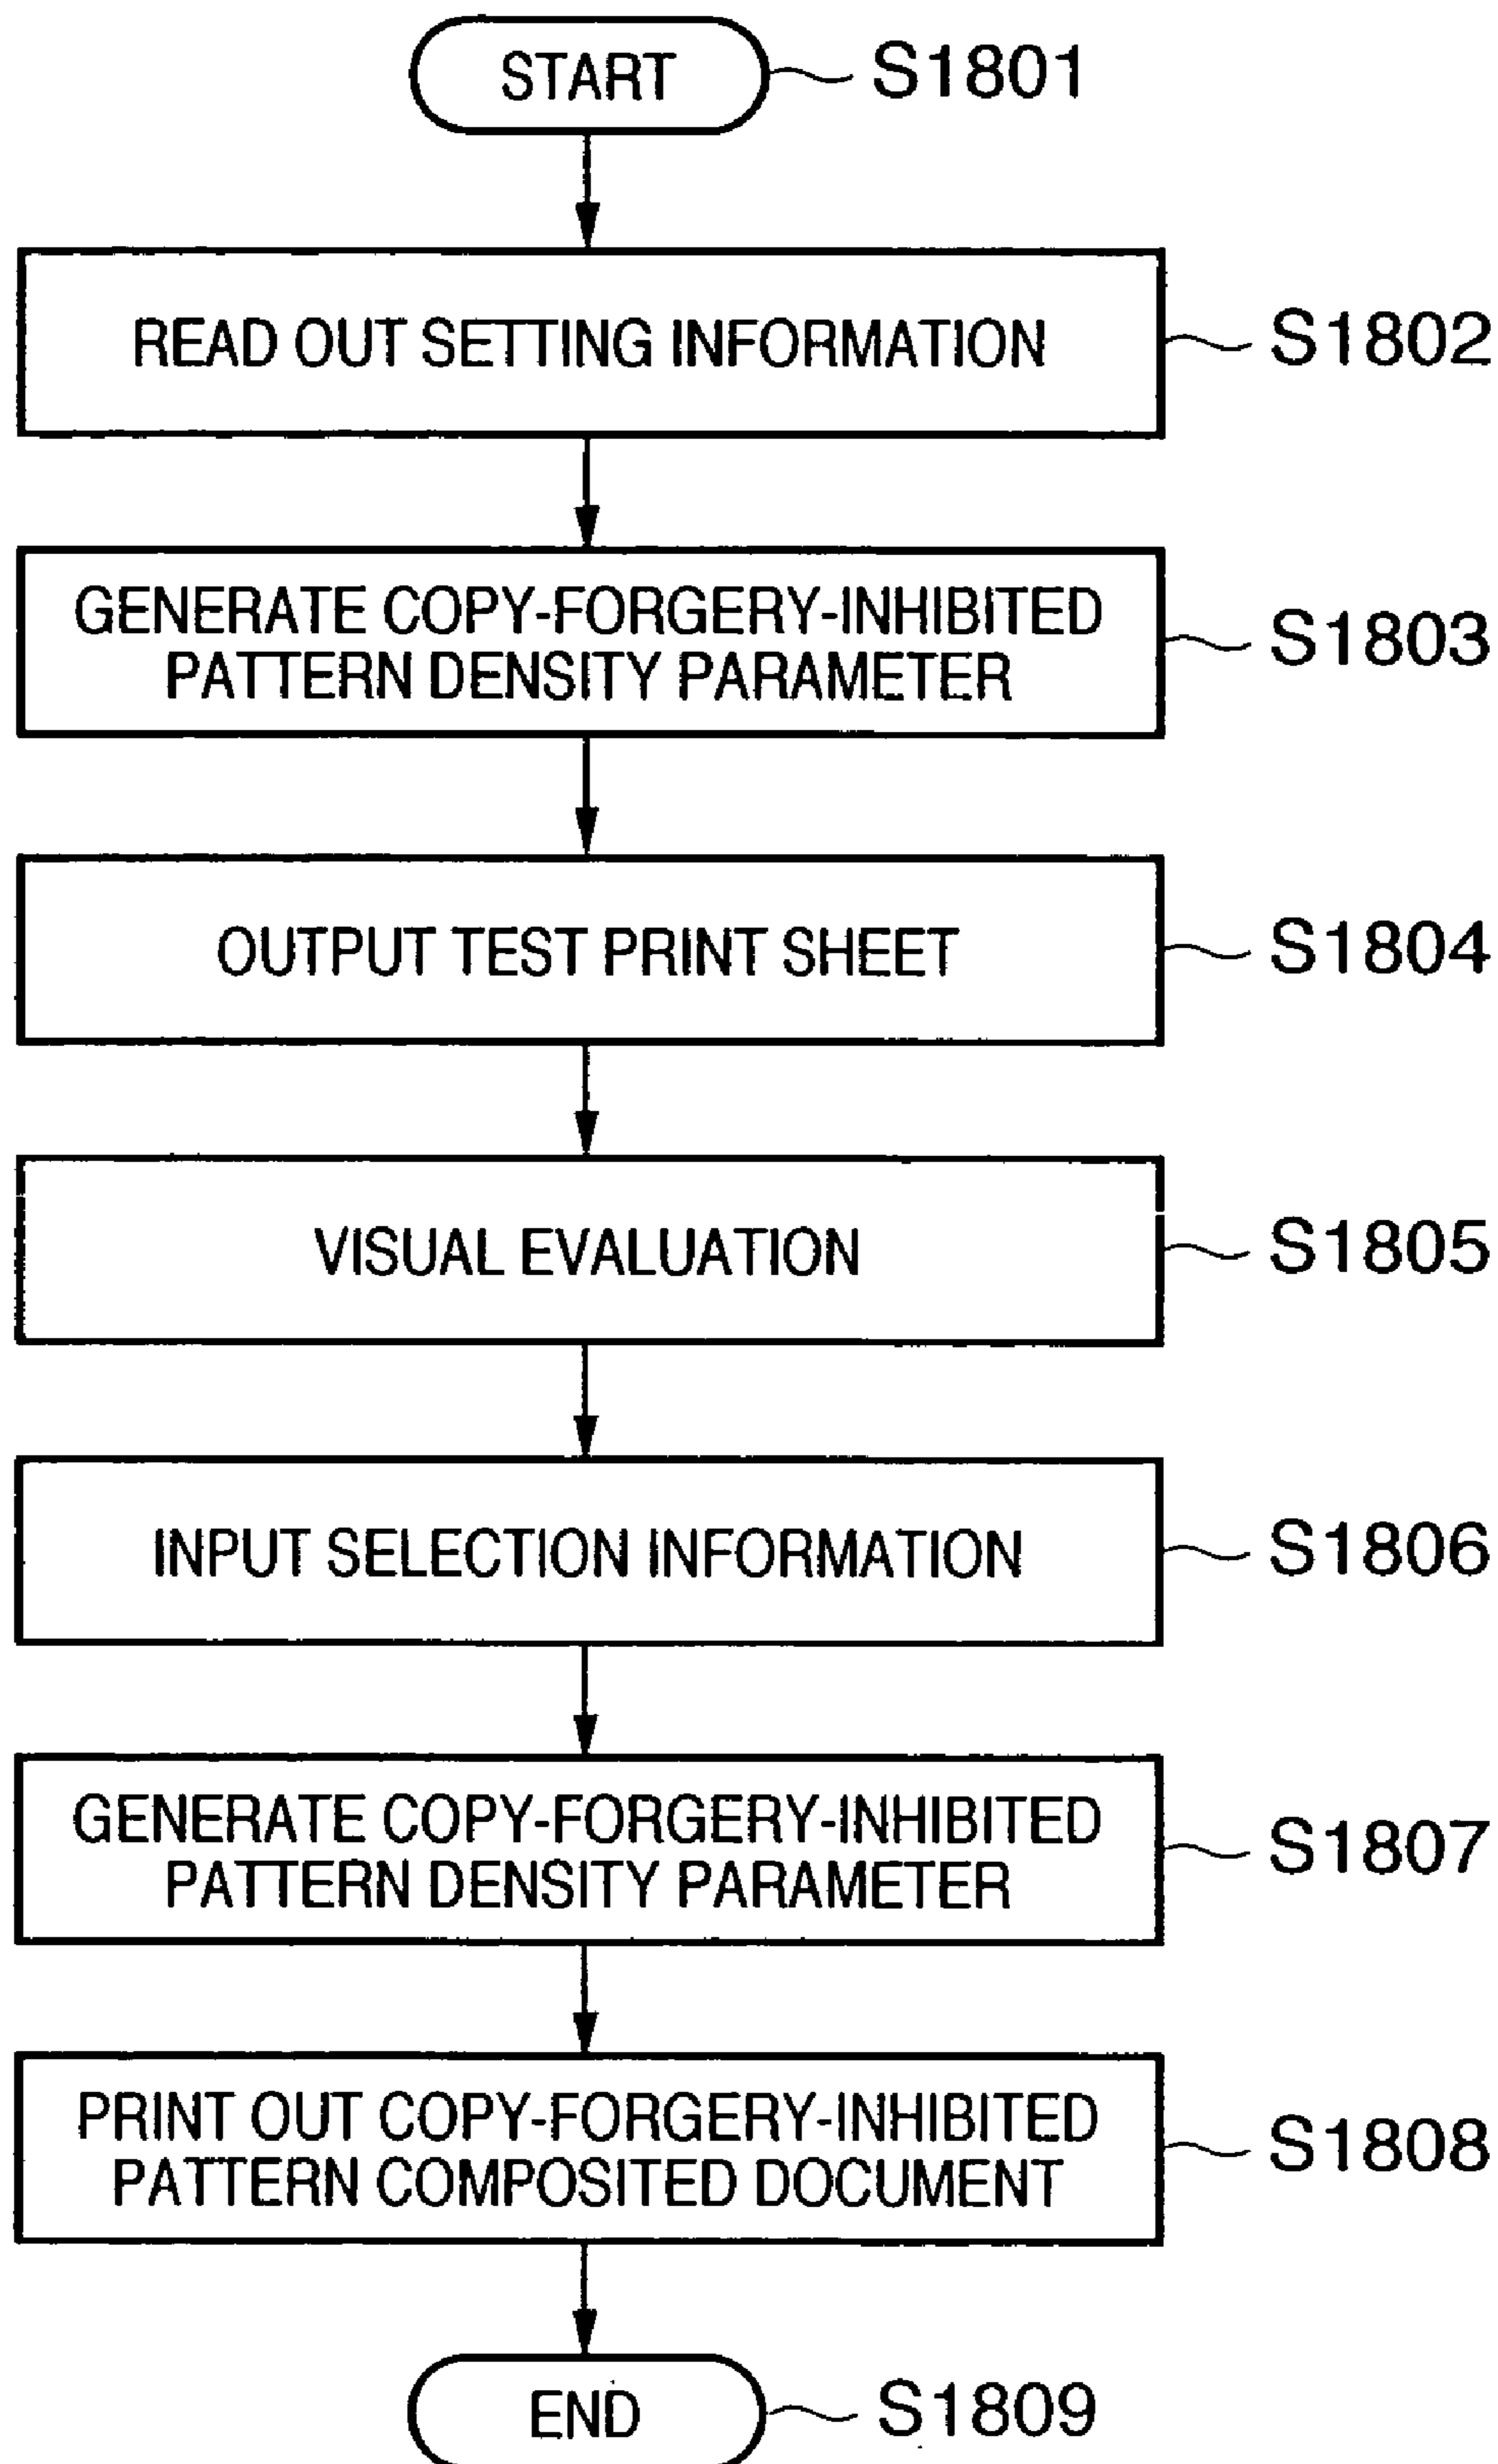 START S1801
READ OUT SETTING INFORMATION S1802
GENERATE COPY-FORGERY-INHIBITED
PATTERN DENSITY PARAMETER S1803
OUTPUT TEST PRINT SHEET S1804
VISUAL EVALUATION S1805
INPUT SELECTION INFORMATION S1806
GENERATE COPY-FORGERY-INHIBITED
PATTERN DENSITY PARAMETER S1807
PRINT OUT COPY-FORGERY-INHIBITED
PATTERN COMPOSITED DOCUMENT S1808
END S1809